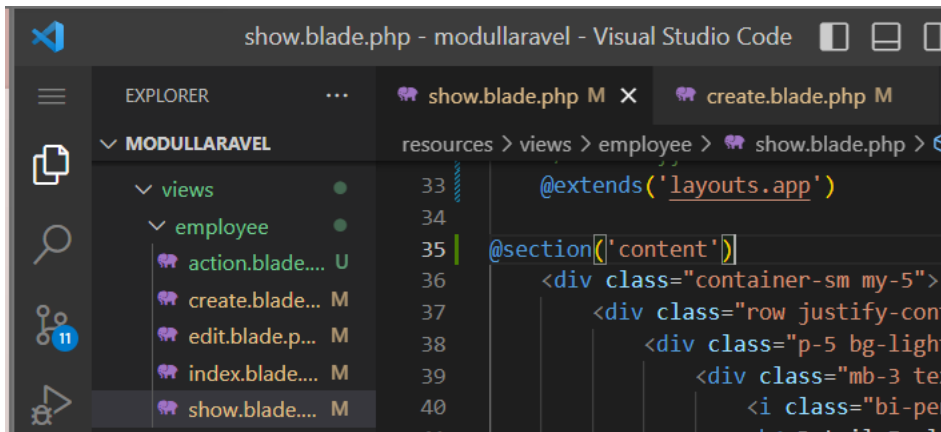 show.blade.php - modullaravel - Visual Studio Code
EXPLORER ...
MODULLARAVEL
views
employee
action.blade.... U
create.blade... M
edit.blade.p... M
index.blade.... M
show.blade.... M
11
show.blade.php M
create.blade.php M
resources > views > employee > show.blade.php >
33 @extends('layouts.app')
34
35 @section('content')
36 <div class="container-sm my-5">
37 <div class="row justify-con
38 <div class="p-5 bg-light
39 <div class="mb-3 te
40 <i class="bi-pe